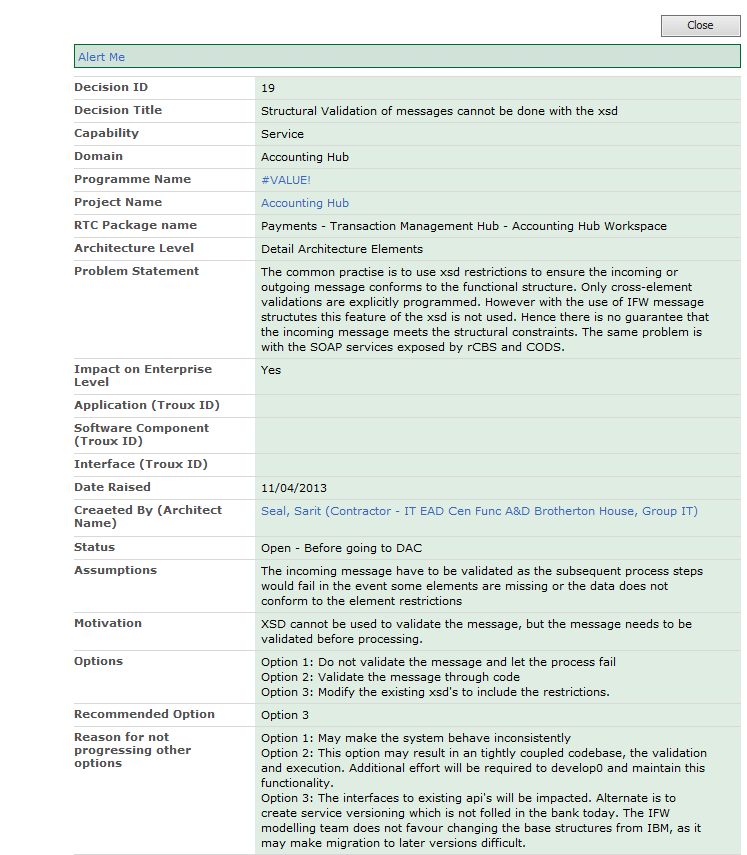 Close
Alert Me
Decision ID 19
Decision Title Structural Validation of messages cannot be done with the xsd
Capability Service
Domain Accounting Hub
Programme Name #VALUE!
Project Name Accounting Hub
RTC Package name Payments - Transaction Management Hub - Accounting Hub Workspace
Architecture Level Detail Architecture Elements
Problem Statement The common practise is to use xsd restrictions to ensure the incoming or
outgoing message conforms to the functional structure. Only cross-element
validations are explicitly programmed. However with the use of IFW message
structutes this feature of the xsd is not used. Hence there is no guarantee that
the incoming message meets the structural constraints. The same problem is
with the SOAP services exposed by rCBS and CODS.
Impact on Enterprise Yes
Level
Application (Troux ID)
Software Component
(Troux ID)
Interface (Troux ID)
Date Raised 11/04/2013
Creaeted By (Architect Seal, Sarit (Contractor - IT EAD Cen Func A&D Brotherton House, Group IT)
Name)
Status Open - Before going to DAC
Assumptions The incoming message have to be validated as the subsequent process steps
would fail in the event some elements are missing or the data does not
conform to the element restrictions
Motivation XSD cannot be used to validate the message, but the message needs to be
validated before processing.
Options Option 1: Do not validate the message and let the process fail
Option 2: Validate the message through code
Option 3: Modify the existing xsd's to include the restrictions.
Recommended Option Option 3
Reason for not Option 1: May make the system behave inconsistently
progressing other Option 2: This option may result in an tightly coupled codebase, the validation
options and execution. Additional effort will be required to develop0 and maintain this
functionality.
Option 3: The interfaces to existing api's will be impacted. Alternate is to
create service versioning which is not folled in the bank today. The IFW
modelling team does not favour changing the base structures from IBM, as it
may make migration to later versions difficult.